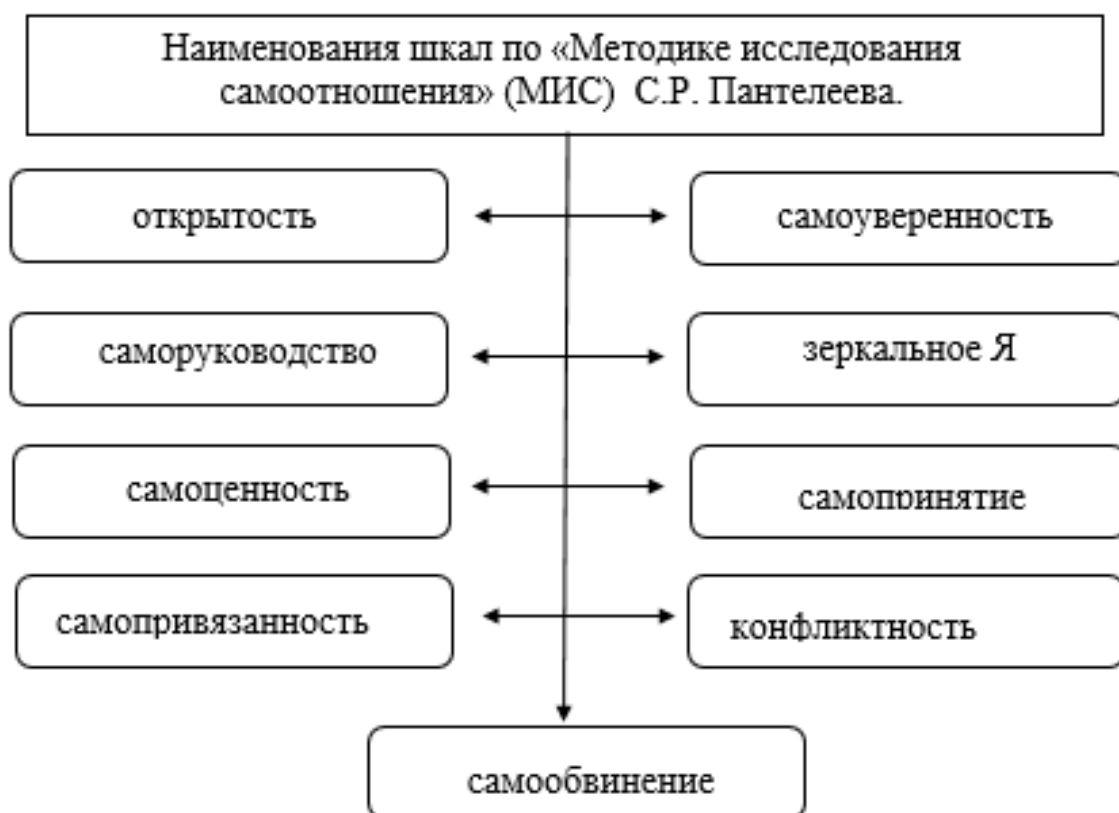 Наименования шкал по «Методике исследования
самоотношения» (МИС) С.Р. Пантелеева.
открытость
самоуверенность
саморуководство
зеркальное Я
самоценность
самопринятие
самопривязанность
конфликтность
самообвинение